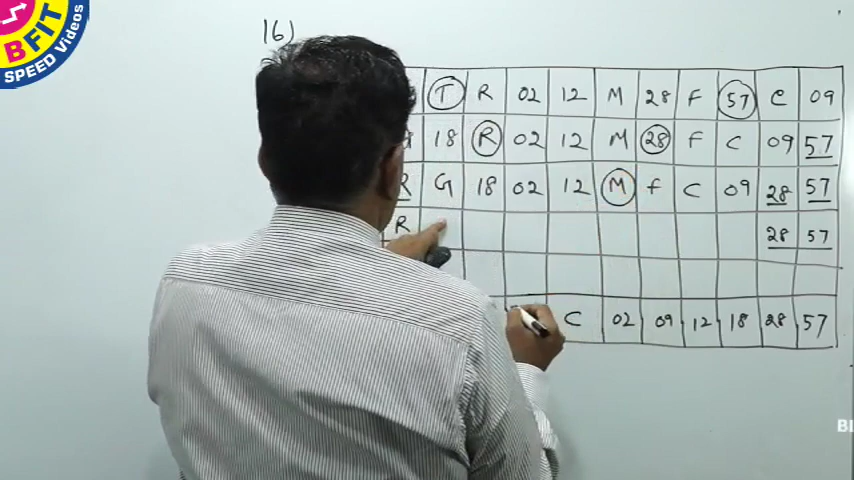 BFIT
SPEED Videos
16)
T R 02 12 M 28 F 57 C 09
18 R 02 12 M 28 F C 09 57
R G 18 02 12 M F C 09 28 57
R 28 57
C 02 09 12 18 28 57